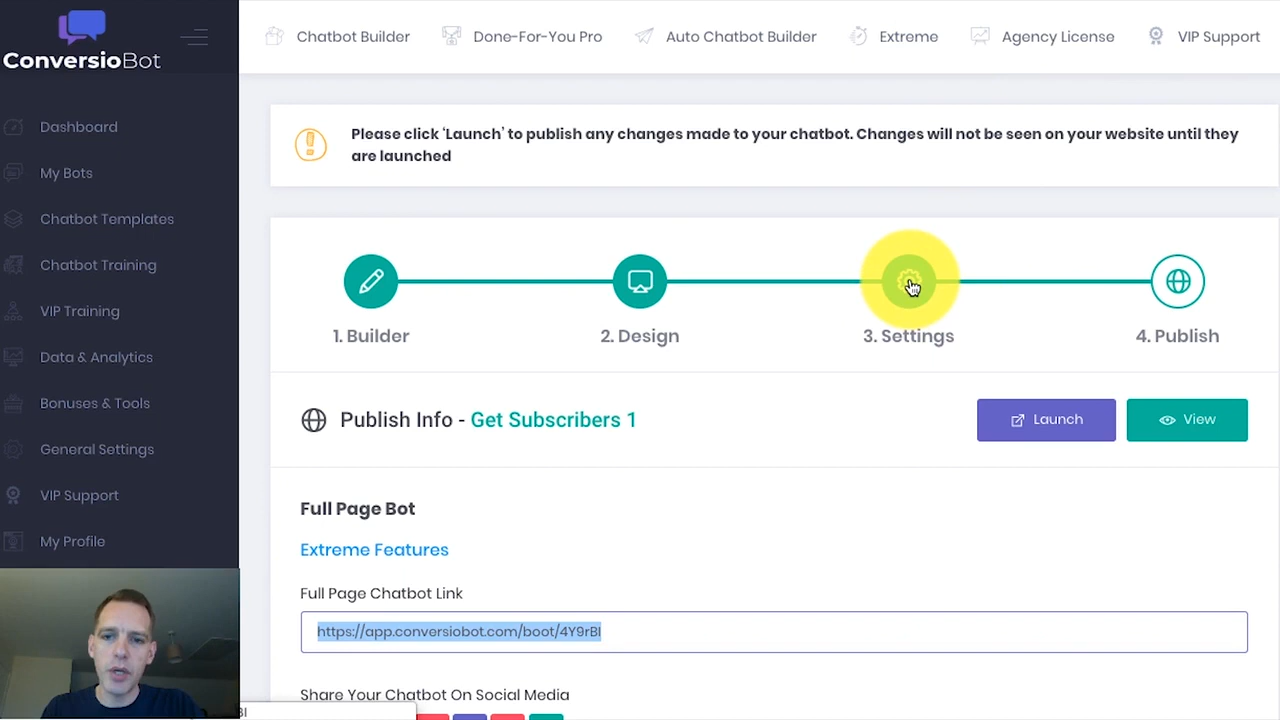 ConversioBot
Chatbot Builder
Done-For-You Pro
Auto Chatbot Builder
Extreme
Agency License
VIP Support
Dashboard
My Bots
Chatbot Templates
Chatbot Training
VIP Training
Data & Analytics
Bonuses & Tools
General Settings
VIP Support
My Profile
Please click ‘Launch’ to publish any changes made to your chatbot. Changes will not be seen on your website until they
are launched
1. Builder
2. Design
3. Settings
4. Publish
Publish Info - Get Subscribers 1
Launch
View
Full Page Bot
Extreme Features
Full Page Chatbot Link
https://app.conversiobot.com/boot/4Y9rBI
Share Your Chatbot On Social Media
BI